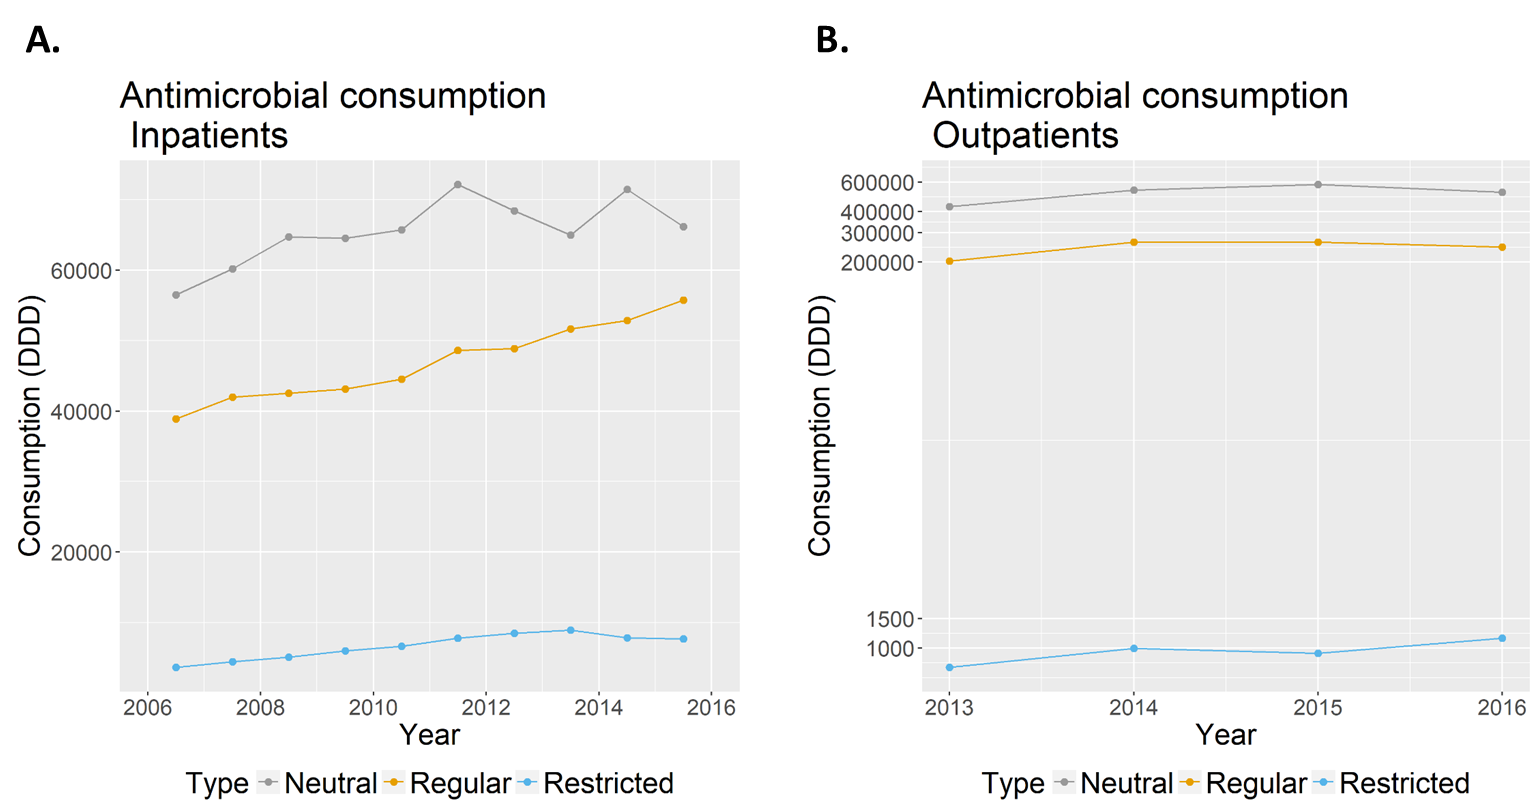 A.
Antimicrobial consumption
Inpatients
Consumption (DDD)
60000
40000
20000
2006 2008 2010 2012 2014 2016
Year
Type Neutral Regular Restricted
B.
Antimicrobial consumption
Outpatients
Consumption (DDD)
600000
400000
300000
200000
1500
1000
2013 2014 2015 2016
Year
Type Neutral Regular Restricted